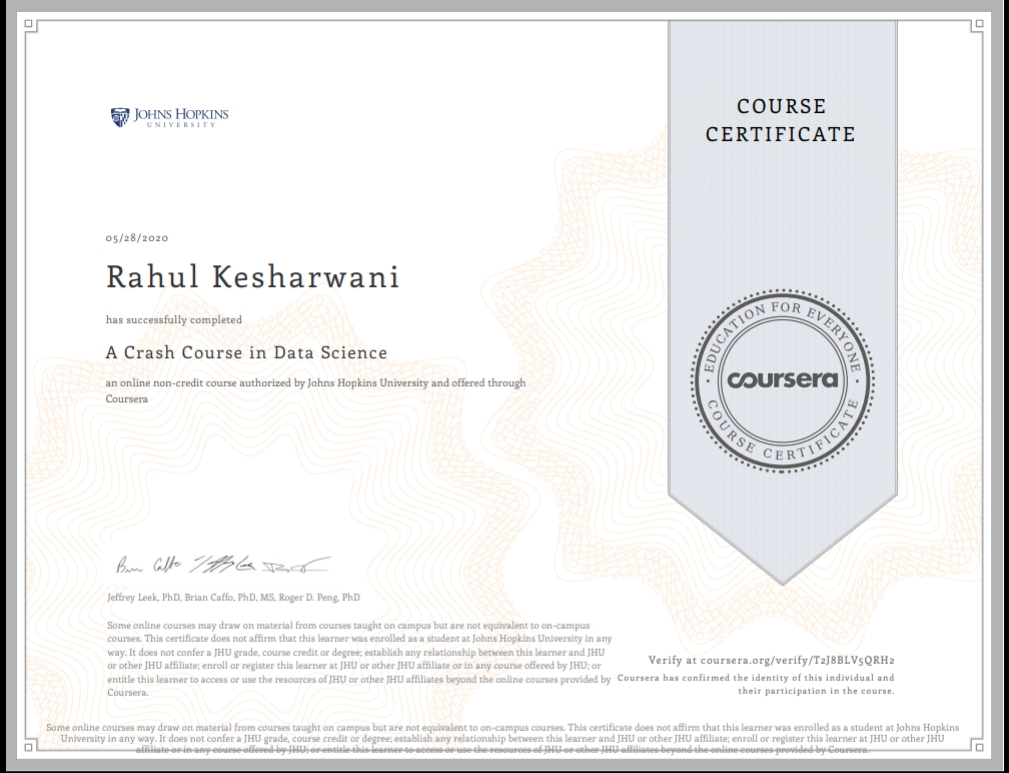 JOHNS HOPKINS
UNIVERSITY
COURSE
CERTIFICATE
05/28/2020
Rahul Kesharwani
has successfully completed
A Crash Course in Data Science
an online non-credit course authorized by Johns Hopkins University and offered through
Coursera
EDUCATION FOR EVERYONE
coursera
COURSE CERTIFICATE
Jeffrey Leek, PhD, Brian Caffo, PhD, MS, Roger D. Peng, PhD
Some online courses may draw on material from courses taught on campus but are not equivalent to on-campus
courses. This certificate does not affirm that this learner was enrolled as a student at Johns Hopkins University in any
way. It does not confer a JHU grade, course credit or degree; establish any relationship between this learner and JHU
or other JHU affiliate; enroll or register this learner at JHU or other JHU affiliate or in any course offered by JHU; or
entitle this learner to access or use the resources of JHU or other JHU affiliates beyond the online courses provided by
Coursera.
Verify at coursera.org/verify/T2J8BLV5QRH2
Coursera has confirmed the identity of this individual and
their participation in the course.
Some online courses may draw on material from courses taught on campus but are not equivalent to on-campus courses. This certificate does not affirm that this learner was enrolled as a student at Johns Hopkins
University in any way. It does not confer a JHU grade, course credit or degree; establish any relationship between this learner and JHU or other JHU affiliate; enroll or register this learner at JHU or other JHU
affiliate or in any course offered by JHU; or entitle this learner to access or use the resources of JHU or other JHU affiliates beyond the online courses provided by Coursera.